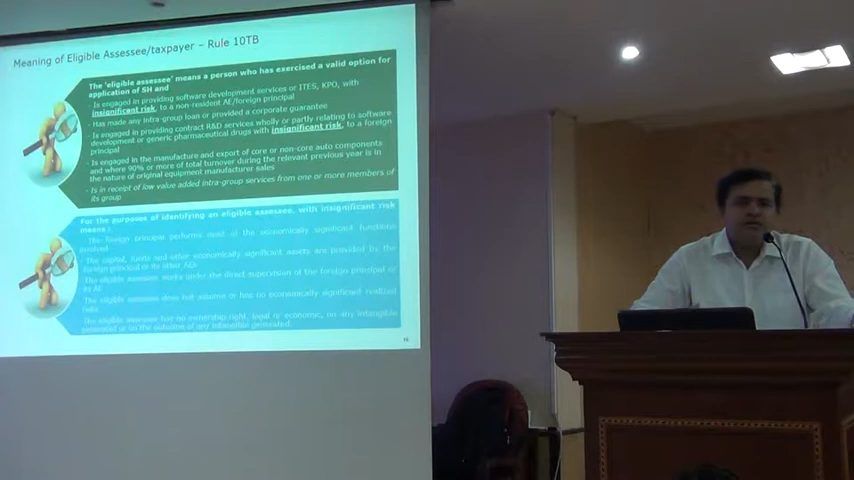 Meaning of Eligible Assessee/taxpayer – Rule 10TB
The 'eligible assessee' means a person who has exercised a valid option for
application of SH and
- Is engaged in providing software development services or ITES, KPO, with
insignificant risk, to a non-resident AE/foreign principal
- Has made any intra-group loan or provided a corporate guarantee
- Is engaged in providing contract R&D services wholly or partly relating to software
development or generic pharmaceutical drugs with insignificant risk, to a foreign
principal
- Is engaged in the manufacture and export of core or non-core auto components
and where 90% or more of total turnover during the relevant previous year is in
the nature of original equipment manufacturer sales
- Is in receipt of low value added intra-group services from one or more members of
its group
For the purposes of identifying an eligible assessee, with insignificant risk
means :
- The foreign principal performs most of the economically significant functions
involved
- The capital, funds and other economically significant assets are provided by the
foreign principal or its other AEs
- The eligible assessee works under the direct supervision of the foreign principal or
its AE
- The eligible assessee does not assume or has no economically significant realized
risks
- The eligible assessee has no ownership right, legal or economic, on any intangible
generated or on the outcome of any intangible generated